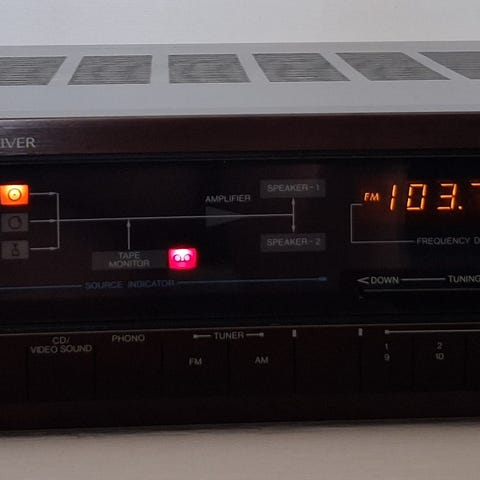 IVER
AMPLIFIER
SPEAKER-1
SPEAKER-2
TAPE
MONITOR
SOURCE INDICATOR
FM 103.7
FREQUENCY D
DOWN
TUNING
CD/
VIDEO SOUND
PHONO
TUNER
FM
AM
1
9
2
10